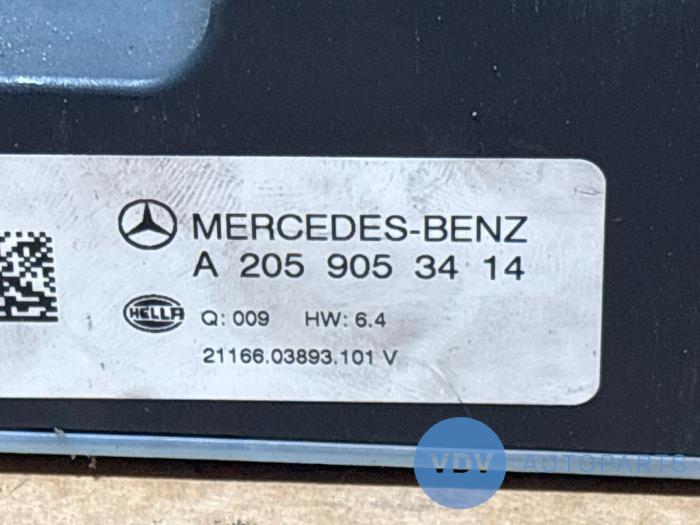 MERCEDES-BENZ
A 205 905 34 14
HELLA
Q: 009 HW: 6.4
21166.03893.101 V
VDV AUTOPARTS